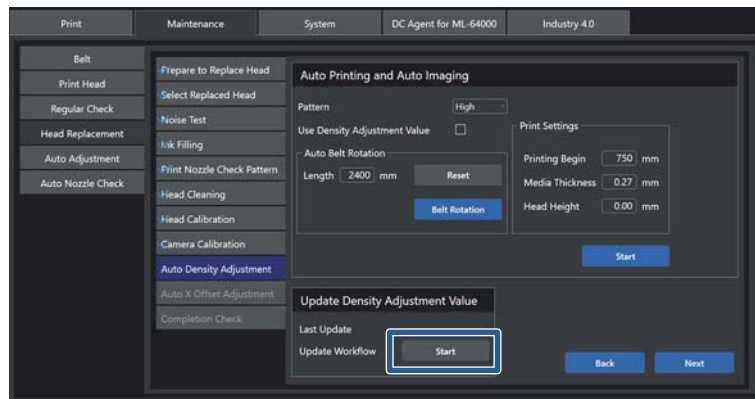 Print
Maintenance
System
DC Agent for ML-64000
Industry 4.0
Belt
Print Head
Regular Check
Head Replacement
Auto Adjustment
Auto Nozzle Check
Prepare to Replace Head
Select Replaced Head
Noise Test
Ink Filling
Print Nozzle Check Pattern
Head Cleaning
Head Calibration
Camera Calibration
Auto Density Adjustment
Auto X Offset Adjustment
Completion Check
Auto Printing and Auto Imaging
Pattern High
Use Density Adjustment Value
Auto Belt Rotation
Length 2400 mm Reset
Belt Rotation
Print Settings
Printing Begin 750 mm
Media Thickness 0.27 mm
Head Height 0.00 mm
Start
Update Density Adjustment Value
Last Update
Update Workflow Start
Back
Next